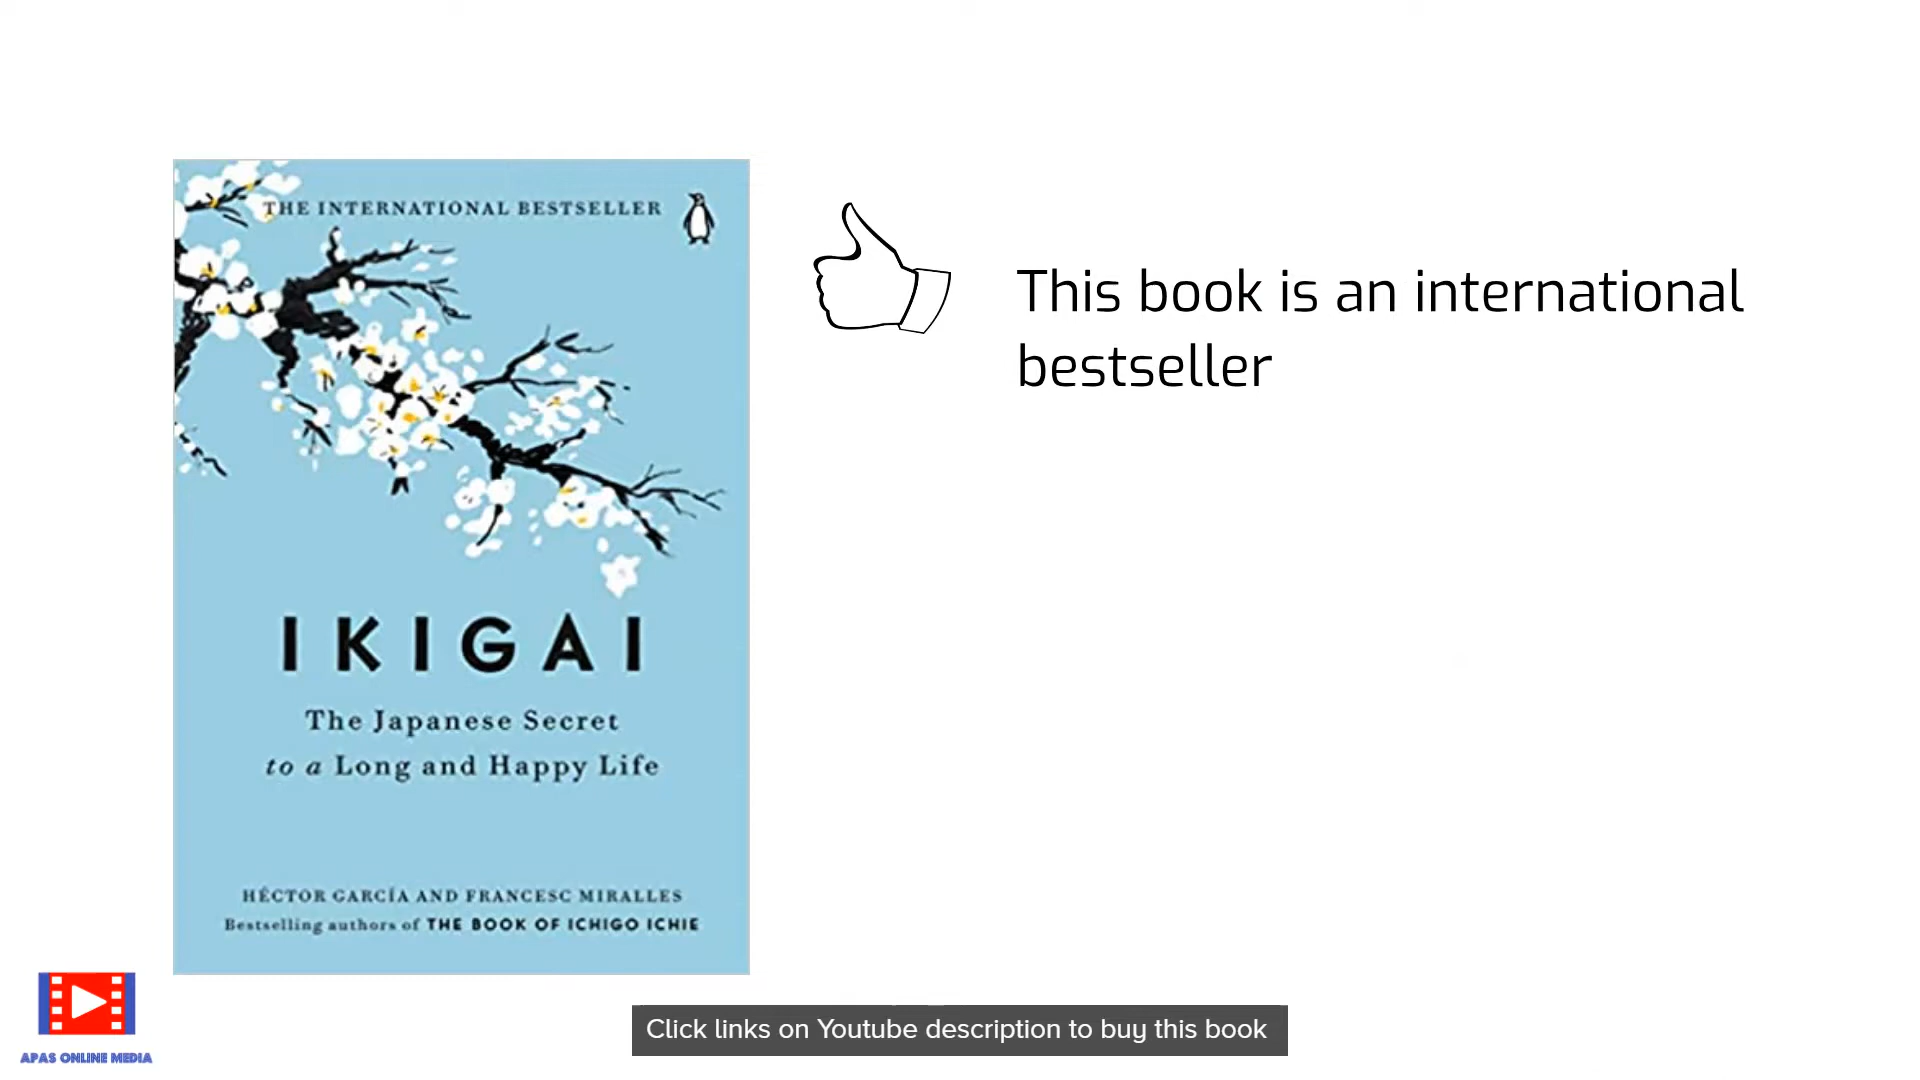 THE INTERNATIONAL BESTSELLER
This book is an international
bestseller
IKIGAI
The Japanese Secret
to a Long and Happy Life
HÉCTOR GARCÍA AND FRANCESC MIRALLES
Bestselling authors of THE BOOK OF ICHIGO ICHIE
Click links on Youtube description to buy this book
APAS ONLINE MEDIA